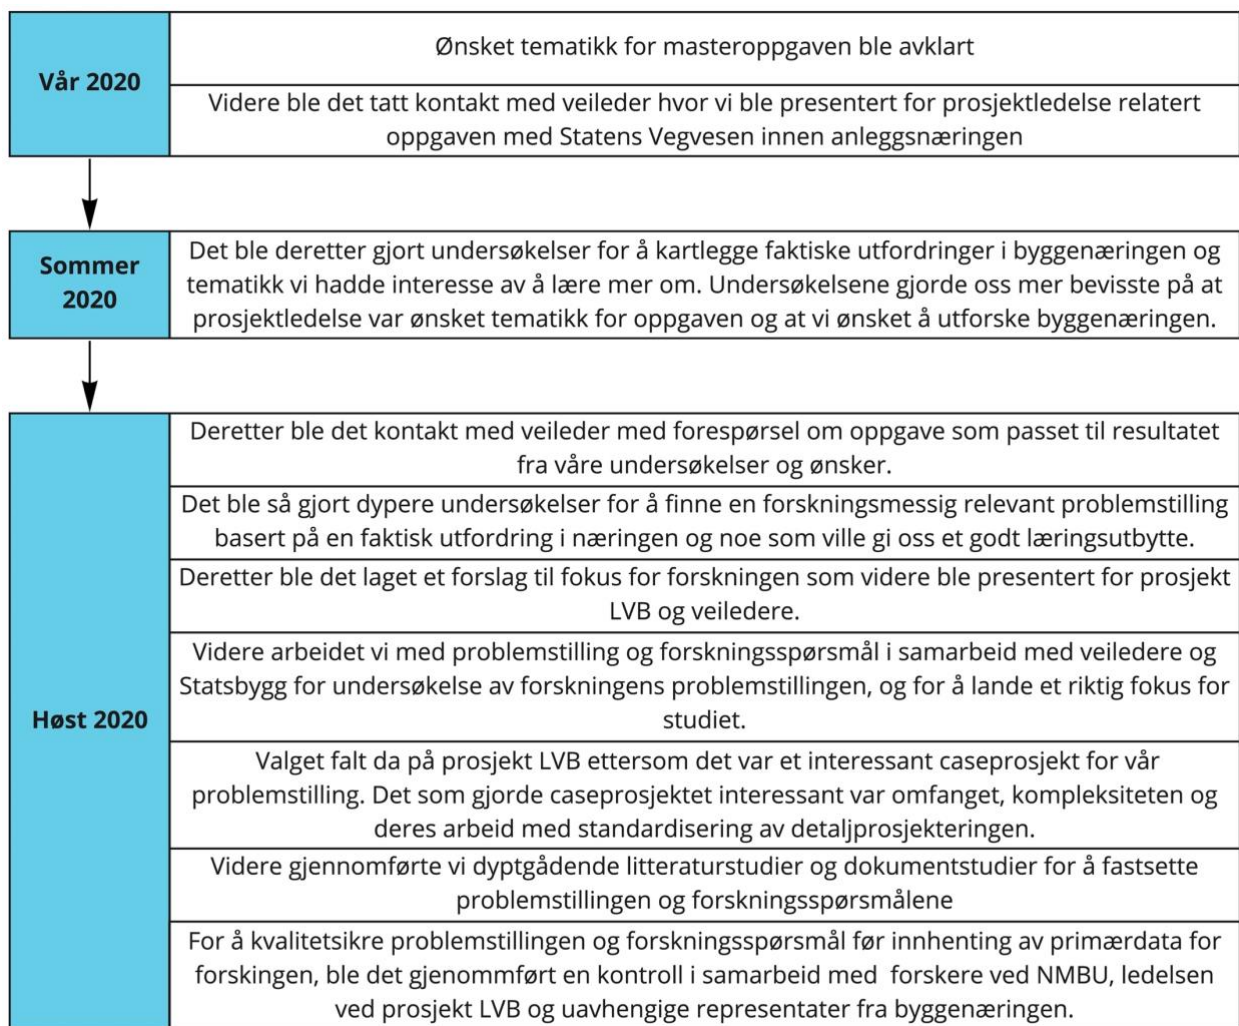 Vår 2020
Ønsket tematikk for masteroppgaven ble avklart
Videre ble det tatt kontakt med veileder hvor vi ble presentert for prosjektledelse relatert
oppgaven med Statens Vegvesen innen anleggsnæringen
Sommer
2020
Det ble deretter gjort undersøkelser for å kartlegge faktiske utfordringer i byggenæringen og
tematikk vi hadde interesse av å lære mer om. Undersøkelsene gjorde oss mer bevisste på at
prosjektledelse var ønsket tematikk for oppgaven og at vi ønsket å utforske byggenæringen.
Høst 2020
Deretter ble det kontakt med veileder med forespørsel om oppgave som passet til resultatet
fra våre undersøkelser og ønsker.
Det ble så gjort dypere undersøkelser for å finne en forskningsmessig relevant problemstilling
basert på en faktisk utfordring i næringen og noe som ville gi oss et godt læringsutbytte.
Deretter ble det laget et forslag til fokus for forskningen som videre ble presentert for prosjekt
LVB og veiledere.
Videre arbeidet vi med problemstilling og forskningsspørsmål i samarbeid med veiledere og
Statsbygg for undersøkelse av forskningens problemstillingen, og for å lande et riktig fokus for
studiet.
Valget falt da på prosjekt LVB ettersom det var et interessant caseprosjekt for vår
problemstilling. Det som gjorde caseprosjektet interessant var omfanget, kompleksiteten og
deres arbeid med standardisering av detaljprosjekteringen.
Videre gjennomførte vi dyptgådende litteraturstudier og dokumentstudier for å fastsette
problemstillingen og forskningsspørsmålene
For å kvalitetsikre problemstillingen og forskningsspørsmål før innhenting av primærdata for
forskingen, ble det gjenommført en kontroll i samarbeid med forskere ved NMBU, ledelsen
ved prosjekt LVB og uavhengige representater fra byggenæringen.